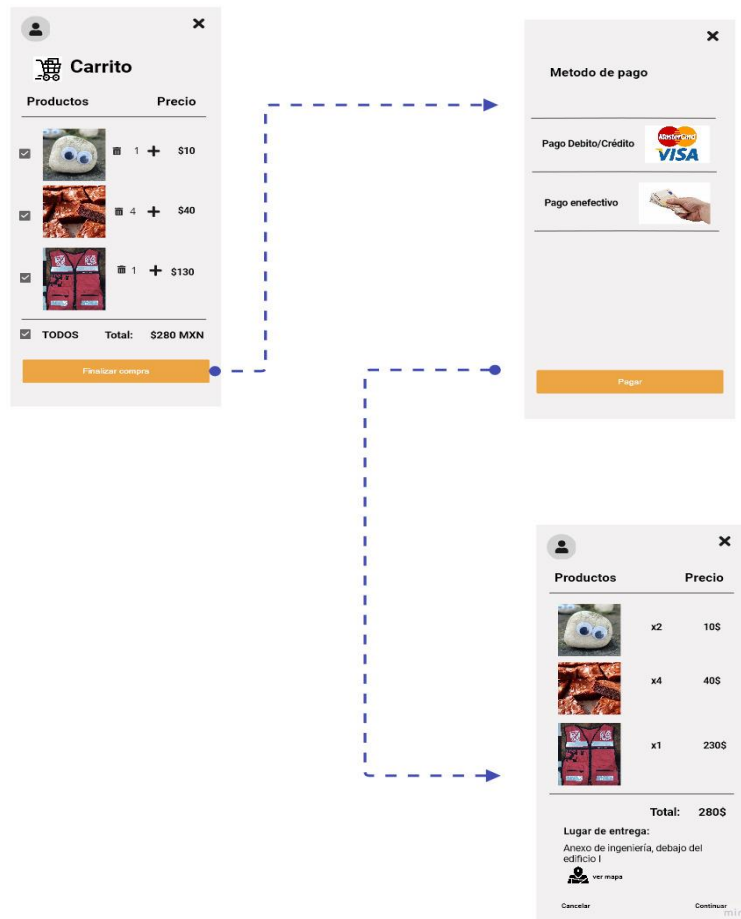 Carrito
Productos Precio
1 $10
4 $40
1 $130
TODOS Total: $280 MXN
Finalizar compra
Metodo de pago
Pago Debito/Crédito MasterCard
VISA
Pago enefectivo
Pagar
Productos Precio
x2 10$
x4 40$
x1 230$
Total: 280$
Lugar de entrega:
Anexo de ingeniería, debajo del
edificio I
ver mapa
Cancelar Continuar